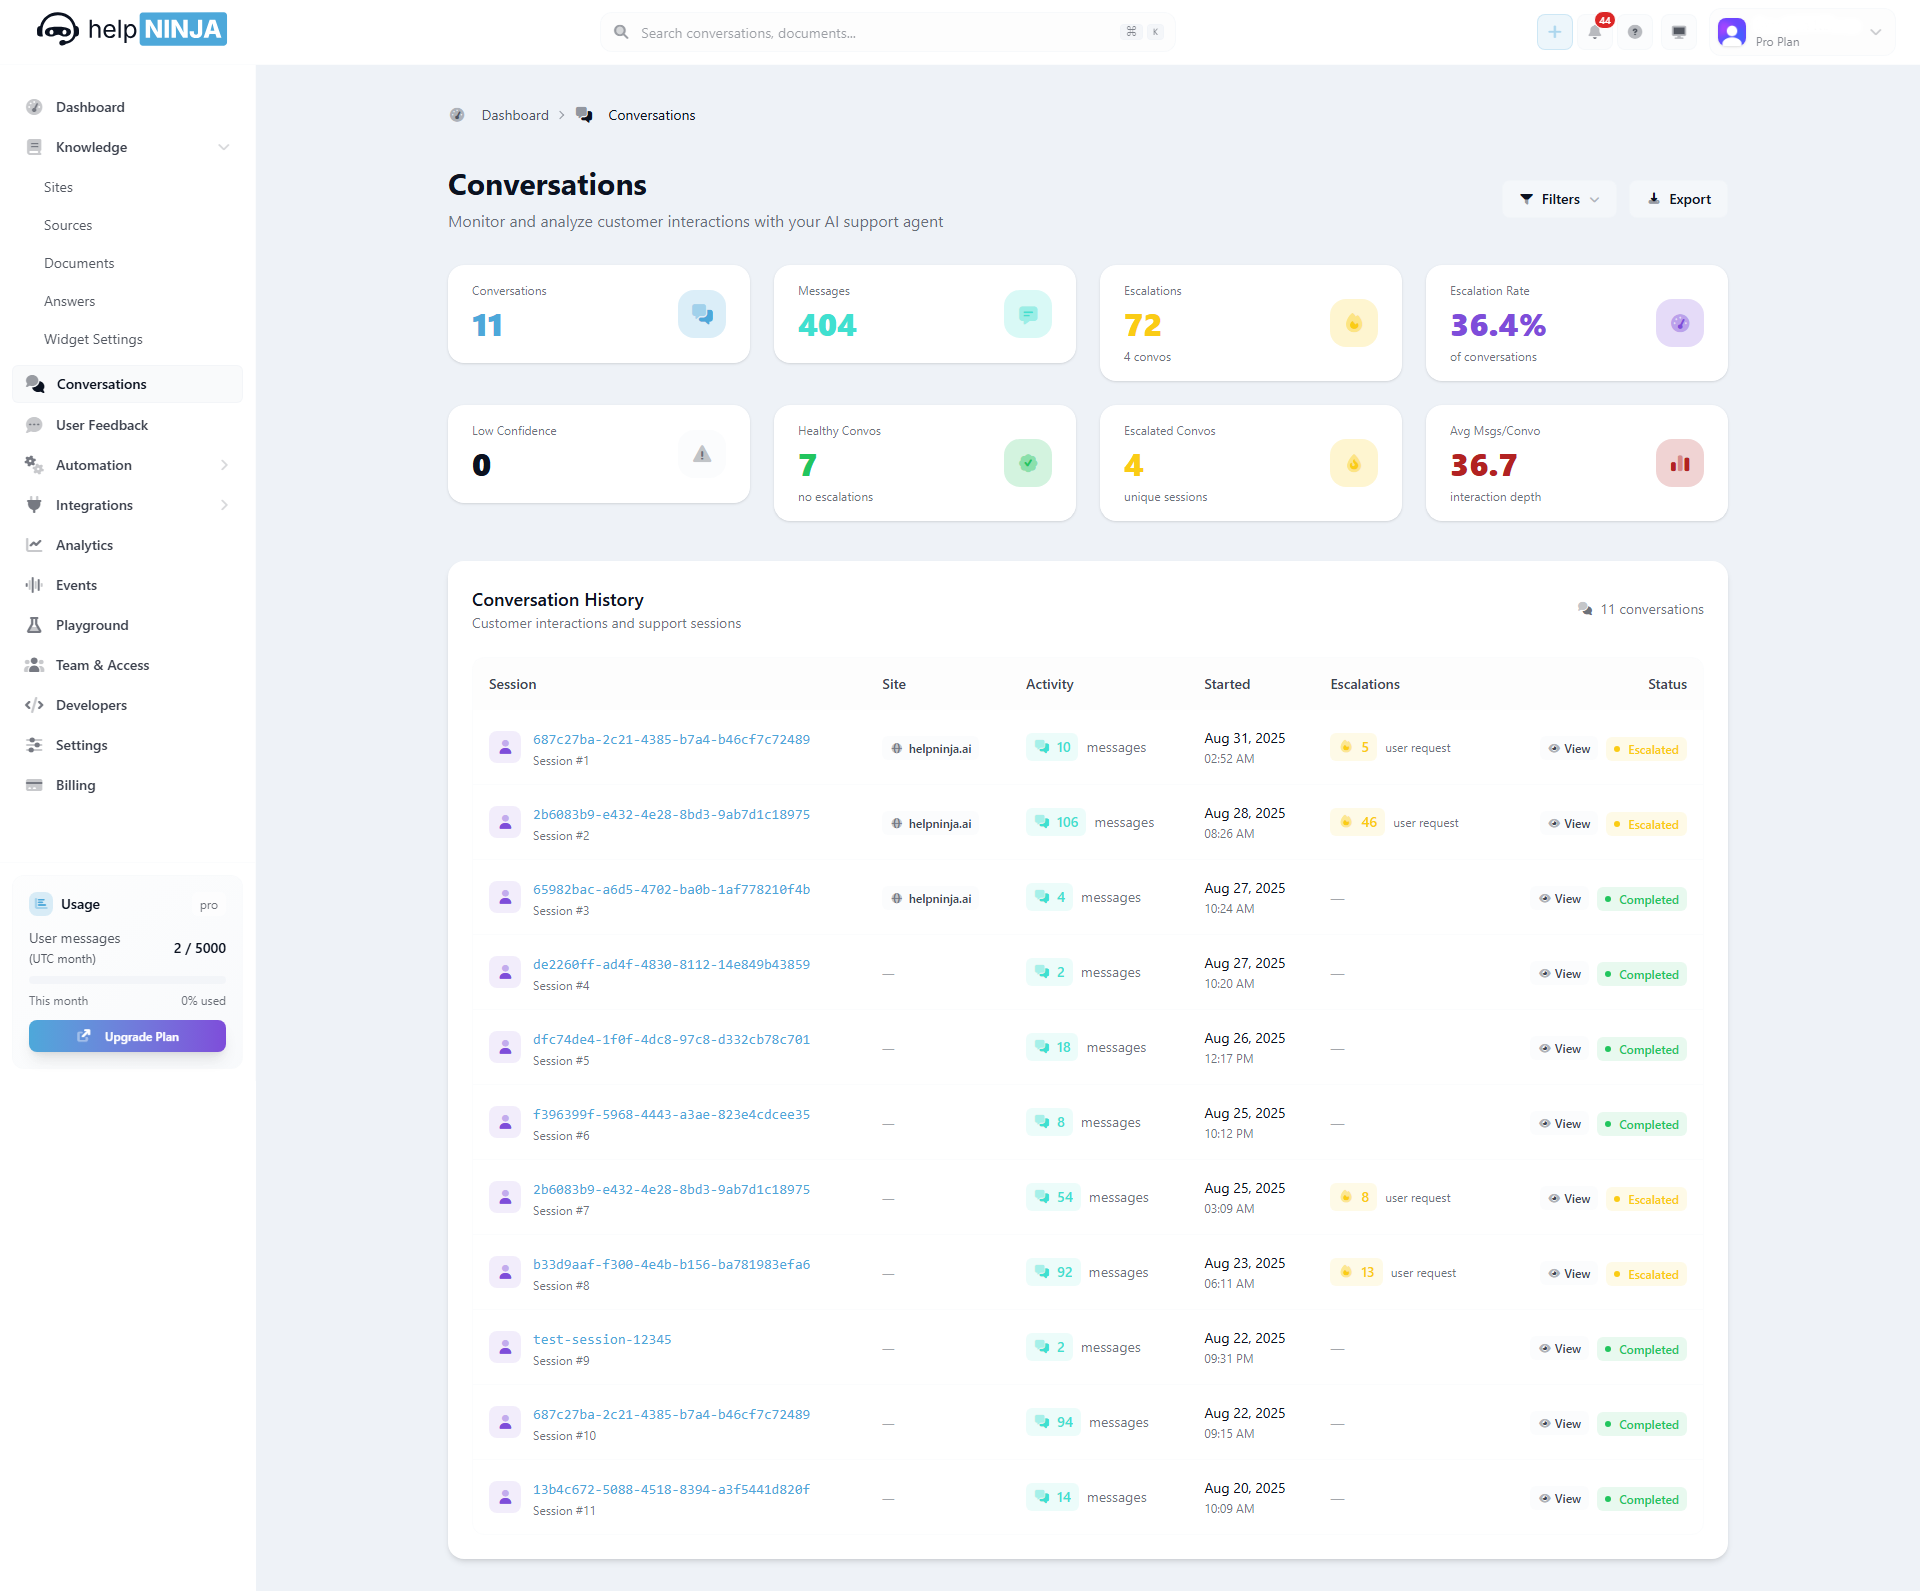 help NINJA
Search conversations, documents...
⌘ K
44
Pro Plan
Dashboard
Knowledge
Sites
Sources
Documents
Answers
Widget Settings
Conversations
User Feedback
Automation
Integrations
Analytics
Events
Playground
Team & Access
Developers
Settings
Billing
Usage pro
User messages
(UTC month)
2 / 5000
This month 0% used
Upgrade Plan
Dashboard > Conversations
Conversations
Monitor and analyze customer interactions with your AI support agent
Filters Export
Conversations
11
Messages
404
Escalations
72
4 convos
Escalation Rate
36.4%
of conversations
Low Confidence
0
Healthy Convos
7
no escalations
Escalated Convos
4
unique sessions
Avg Msgs/Convo
36.7
interaction depth
Conversation History
Customer interactions and support sessions
11 conversations
Session Site Activity Started Escalations Status
687c27ba-2c21-4385-b7a4-b46cf7c72489
Session #1
helpninja.ai
10 messages
Aug 31, 2025
02:52 AM
5 user request
View Escalated
2b6083b9-e432-4e28-8bd3-9ab7d1c18975
Session #2
helpninja.ai
106 messages
Aug 28, 2025
08:26 AM
46 user request
View Escalated
65982bac-a6d5-4702-ba0b-1af778210f4b
Session #3
helpninja.ai
4 messages
Aug 27, 2025
10:24 AM
—
View Completed
de2260ff-ad4f-4830-8112-14e849b43859
Session #4
—
2 messages
Aug 27, 2025
10:20 AM
—
View Completed
dfc74de4-1f0f-4dc8-97c8-d332cb78c701
Session #5
—
18 messages
Aug 26, 2025
12:17 PM
—
View Completed
f396399f-5968-4443-a3ae-823e4cdcee35
Session #6
—
8 messages
Aug 25, 2025
10:12 PM
—
View Completed
2b6083b9-e432-4e28-8bd3-9ab7d1c18975
Session #7
—
54 messages
Aug 25, 2025
03:09 AM
8 user request
View Escalated
b33d9aaf-f300-4e4b-b156-ba781983efa6
Session #8
—
92 messages
Aug 23, 2025
06:11 AM
13 user request
View Escalated
test-session-12345
Session #9
—
2 messages
Aug 22, 2025
09:31 PM
—
View Completed
687c27ba-2c21-4385-b7a4-b46cf7c72489
Session #10
—
94 messages
Aug 22, 2025
09:15 AM
—
View Completed
13b4c672-5088-4518-8394-a3f5441d820f
Session #11
—
14 messages
Aug 20, 2025
10:09 AM
—
View Completed